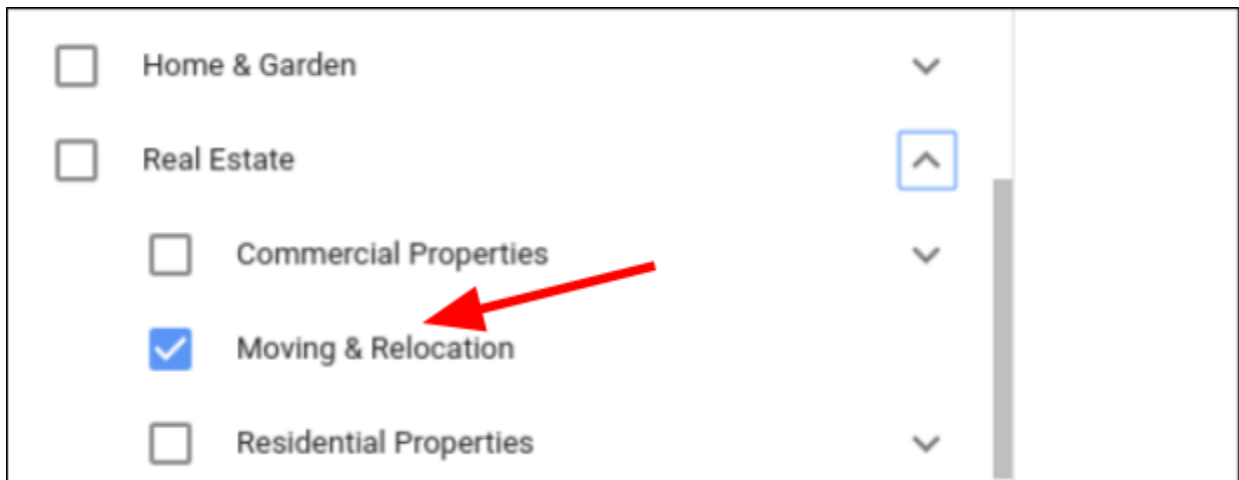 Home & Garden
Real Estate
Commercial Properties
Moving & Relocation
Residential Properties